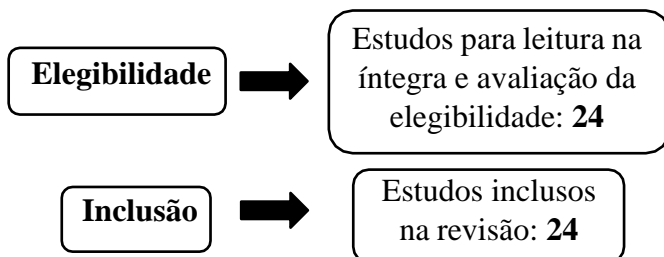 Elegibilidade
Estudos para leitura na
íntegra e avaliação da
elegibilidade: 24
Inclusão
Estudos inclusos
na revisão: 24